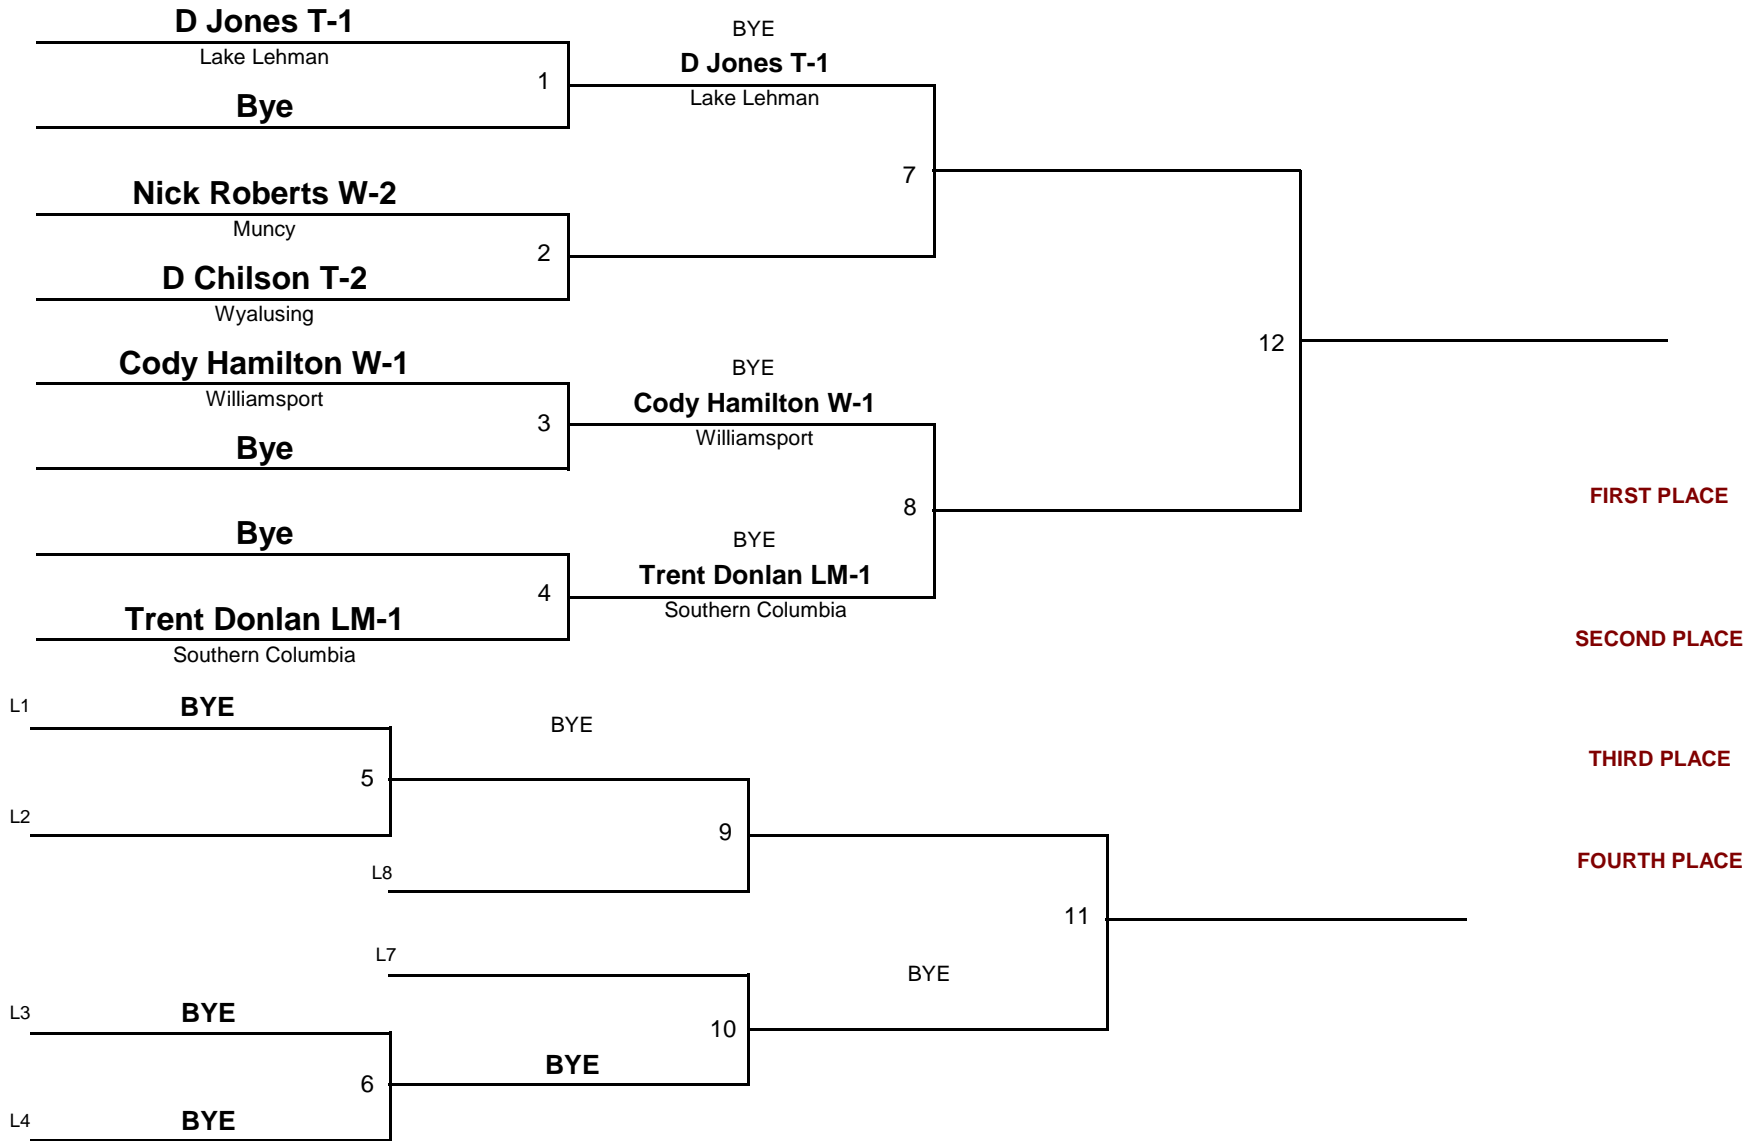 D Jones T-1
Lake Lehman
1
Bye
BYE
D Jones T-1
Lake Lehman
Nick Roberts W-2
Muncy
2
D Chilson T-2
Wyalusing
7
Cody Hamilton W-1
Williamsport
3
Bye
BYE
Cody Hamilton W-1
Williamsport
12
Bye
4
Trent Donlan LM-1
Southern Columbia
BYE
Trent Donlan LM-1
Southern Columbia
8
FIRST PLACE
SECOND PLACE
THIRD PLACE
FOURTH PLACE
L1
BYE
5
L2
BYE
9
L8
11
L7
BYE
10
L3
BYE
6
BYE
L4
BYE